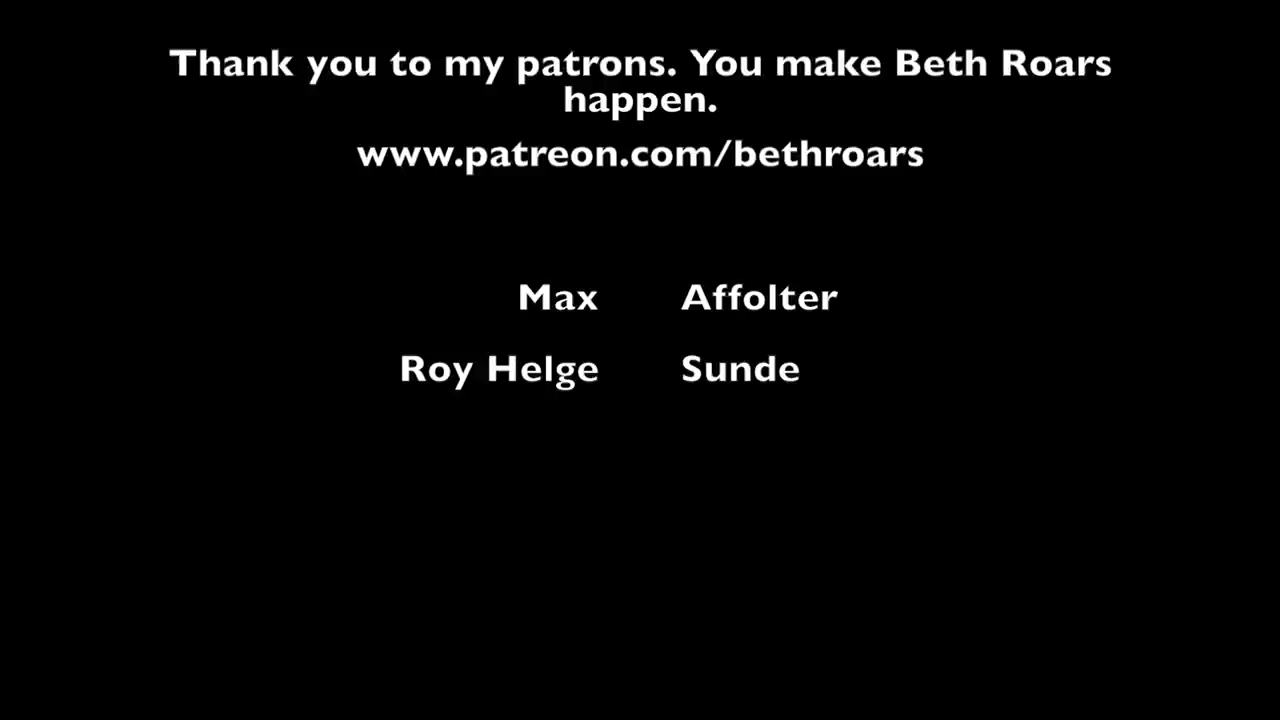 Thank you to my patrons. You make Beth Roars
happen.
www.patreon.com/bethroars
Max Affolter
Roy Helge Sunde